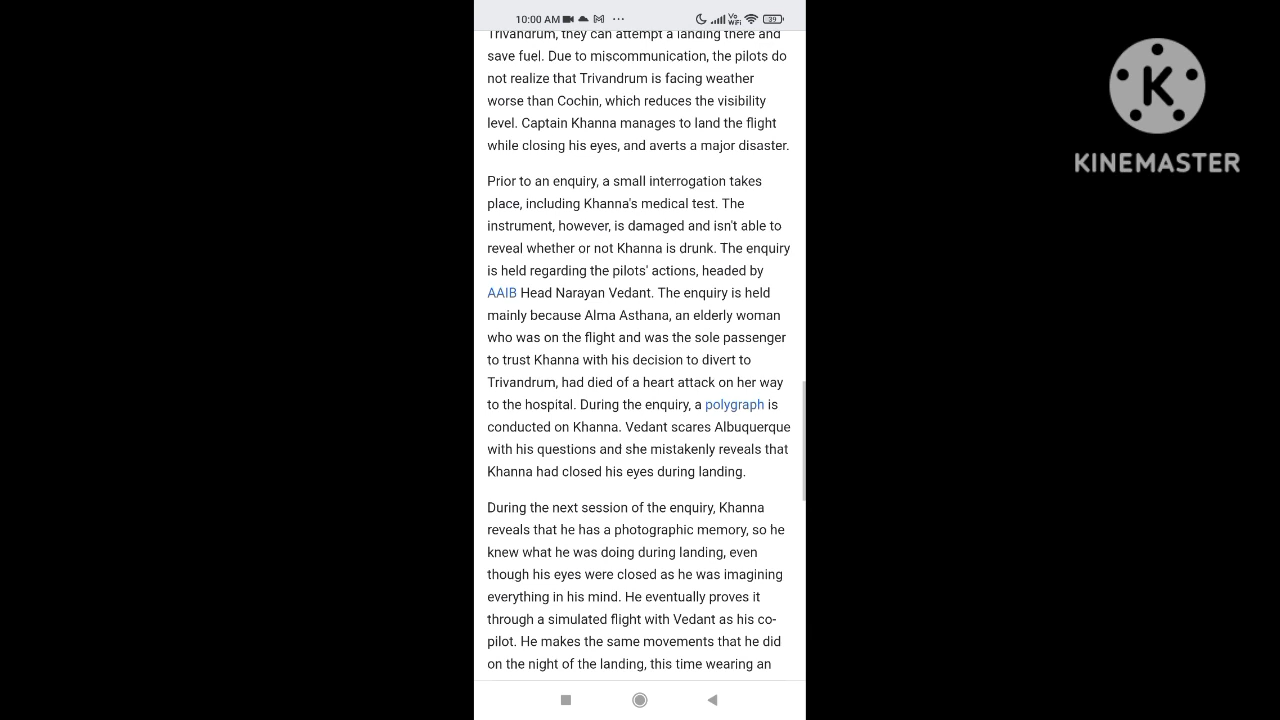 10:00 AM
Vo
WiFi
39
Trivandrum, they can attempt a landing there and
save fuel. Due to miscommunication, the pilots do
not realize that Trivandrum is facing weather
worse than Cochin, which reduces the visibility
level. Captain Khanna manages to land the flight
while closing his eyes, and averts a major disaster.
Prior to an enquiry, a small interrogation takes
place, including Khanna's medical test. The
instrument, however, is damaged and isn't able to
reveal whether or not Khanna is drunk. The enquiry
is held regarding the pilots' actions, headed by
AAIB Head Narayan Vedant. The enquiry is held
mainly because Alma Asthana, an elderly woman
who was on the flight and was the sole passenger
to trust Khanna with his decision to divert to
Trivandrum, had died of a heart attack on her way
to the hospital. During the enquiry, a polygraph is
conducted on Khanna. Vedant scares Albuquerque
with his questions and she mistakenly reveals that
Khanna had closed his eyes during landing.
During the next session of the enquiry, Khanna
reveals that he has a photographic memory, so he
knew what he was doing during landing, even
though his eyes were closed as he was imagining
everything in his mind. He eventually proves it
through a simulated flight with Vedant as his co-
pilot. He makes the same movements that he did
on the night of the landing, this time wearing an
K
KINEMASTER